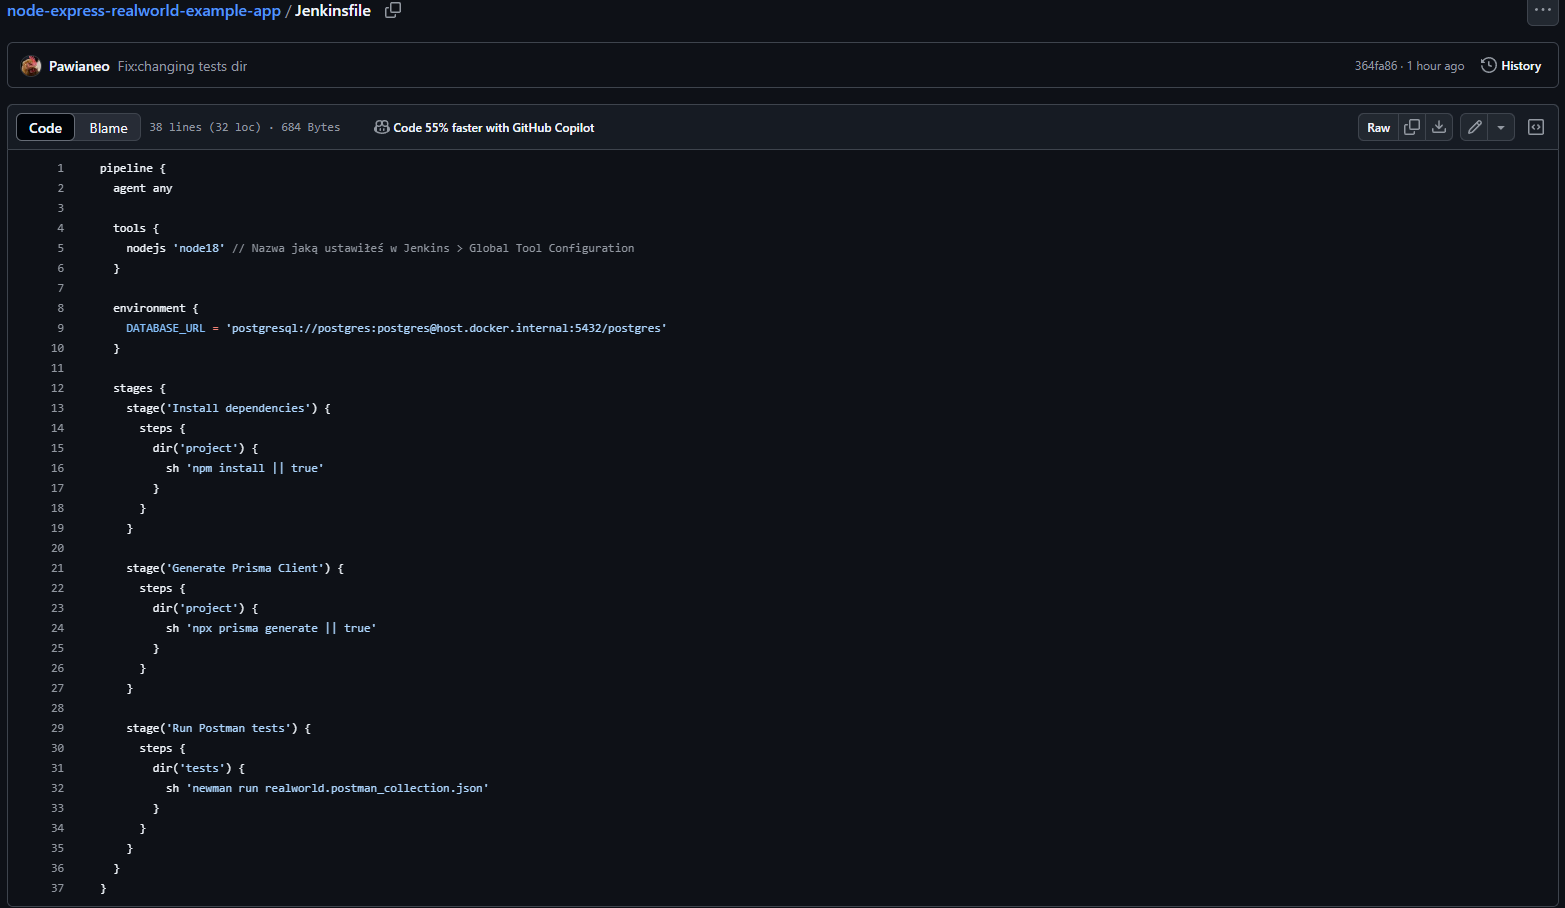 node-express-realworld-example-app / Jenkinsfile
Pawianeo Fix:changing tests dir 364fa86 · 1 hour ago History
Code Blame 38 lines (32 loc) · 684 Bytes Code 55% faster with GitHub Copilot Raw
1 pipeline {
2   agent any
3
4   tools {
5     nodejs 'node18' // Nazwa jaką ustawiłeś w Jenkins > Global Tool Configuration
6   }
7
8   environment {
9     DATABASE_URL = 'postgresql://postgres:postgres@host.docker.internal:5432/postgres'
10   }
11
12   stages {
13     stage('Install dependencies') {
14       steps {
15         dir('project') {
16           sh 'npm install || true'
17         }
18       }
19     }
20
21     stage('Generate Prisma Client') {
22       steps {
23         dir('project') {
24           sh 'npx prisma generate || true'
25         }
26       }
27     }
28
29     stage('Run Postman tests') {
30       steps {
31         dir('tests') {
32           sh 'newman run realworld.postman_collection.json'
33         }
34       }
35     }
36   }
37 }